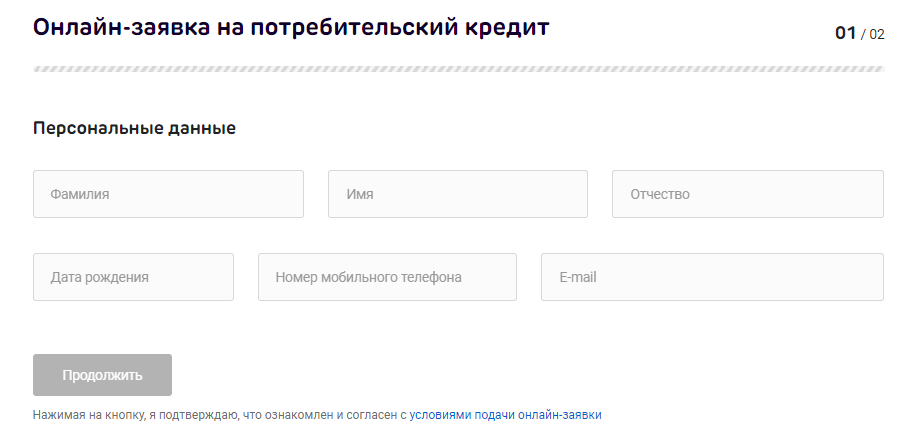 Онлайн-заявка на потребительский кредит
01 / 02
Персональные данные
Фамилия
Имя
Отчество
Дата рождения
Номер мобильного телефона
E-mail
Продолжить
Нажимая на кнопку, я подтверждаю, что ознакомлен и согласен с условиями подачи онлайн-заявки